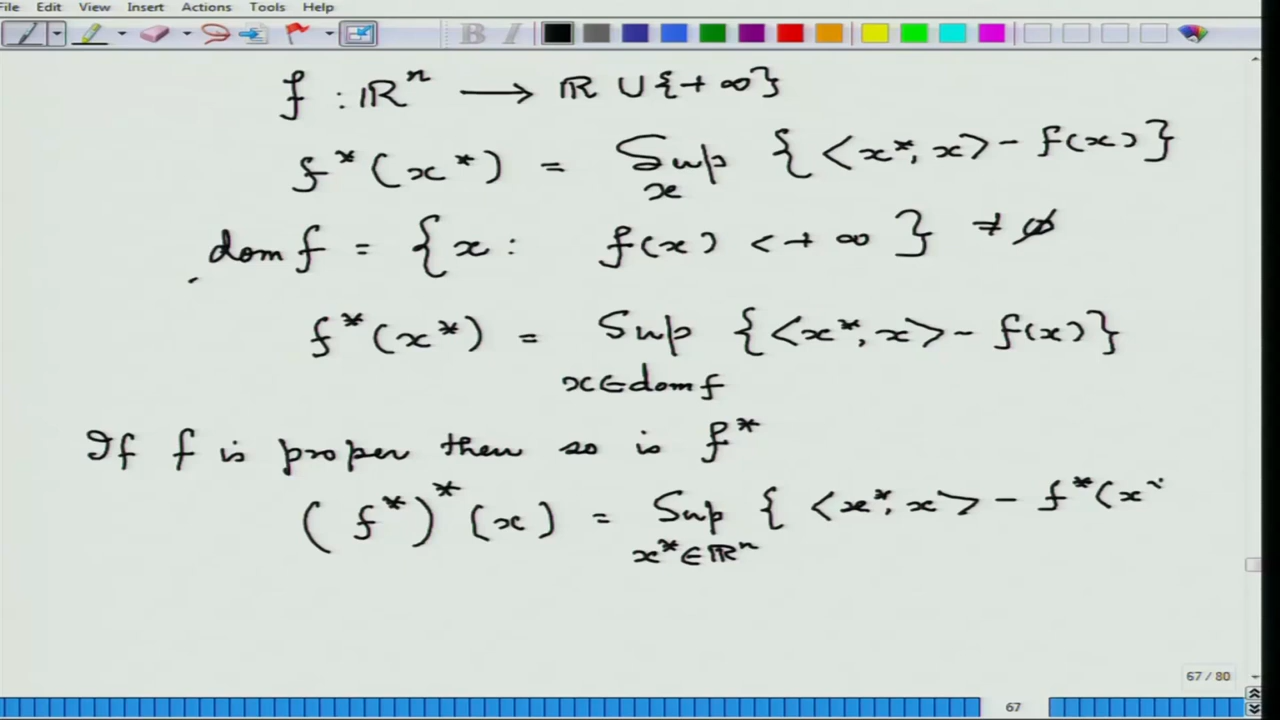 File Edit View Insert Actions Tools Help
B I
f : ℝⁿ ⟶ ℝ ∪ {+ ∞}
f*(x*) = Sup {<x*, x> - f(x)}
x
dom f = {x : f(x) < + ∞} ≠ ∅
f*(x*) = Sup {<x*, x> - f(x)}
x ∈ dom f
If f is proper then so is f*
(f*)*(x) = Sup { <x*, x> - f*(x
x* ∈ ℝⁿ
67 / 80
67